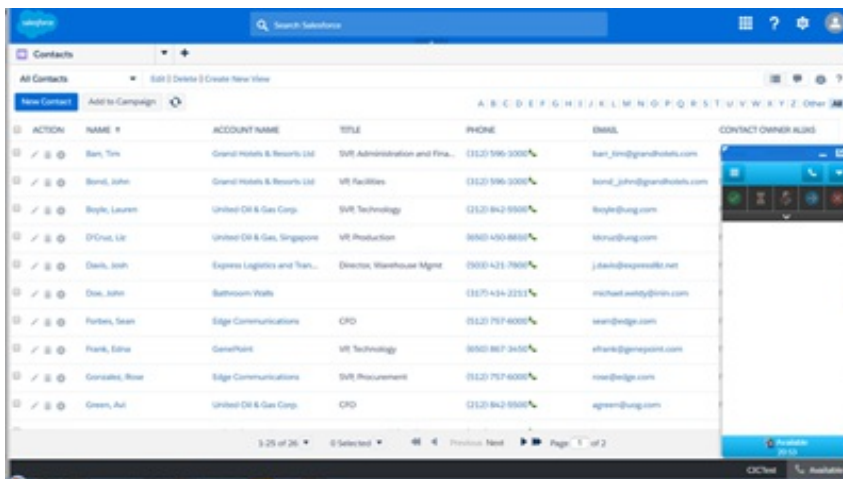 salesforce Search Salesforce ?
Contacts
All Contacts Edit | Delete | Create New View ?
New Contact Add to Campaign A B C D E F G H I J K L M N O P Q R S T U V W X Y Z Other All
ACTION NAME ACCOUNT NAME TITLE PHONE EMAIL CONTACT OWNER ALIAS
Barr, Tim Grand Hotels & Resorts Ltd SVP, Administration and Fina... (312) 596-1000 barr_tim@grandhotels.com
Bond, John Grand Hotels & Resorts Ltd VP, Facilities (312) 596-1000 bond_john@grandhotels.com
Boyle, Lauren United Oil & Gas Corp. SVP, Technology (212) 842-5500 lboyle@uog.com
D'Cruz, Liz United Oil & Gas, Singapore VP, Production (650) 450-8810 ldcruz@uog.com
Davis, Josh Express Logistics and Tran... Director, Warehouse Mgmt (503) 421-7800 j.davis@expressl&t.net
Doe, John Bathroom Walls (317) 414-2211
Forbes, Sean Edge Communications CFO (512) 757-6000 sean@edge.com
Frank, Edna GenePoint VP, Technology (650) 867-3450 efrank@genepoint.com
Gonzalez, Rose Edge Communications SVP, Procurement (512) 757-6000 rose@edge.com
Green, Avi United Oil & Gas Corp. CFO (212) 842-5500 agreen@uog.com
1-25 of 26 0 Selected Previous Next Page 1 of 2
Available
20:53
CICTest Available